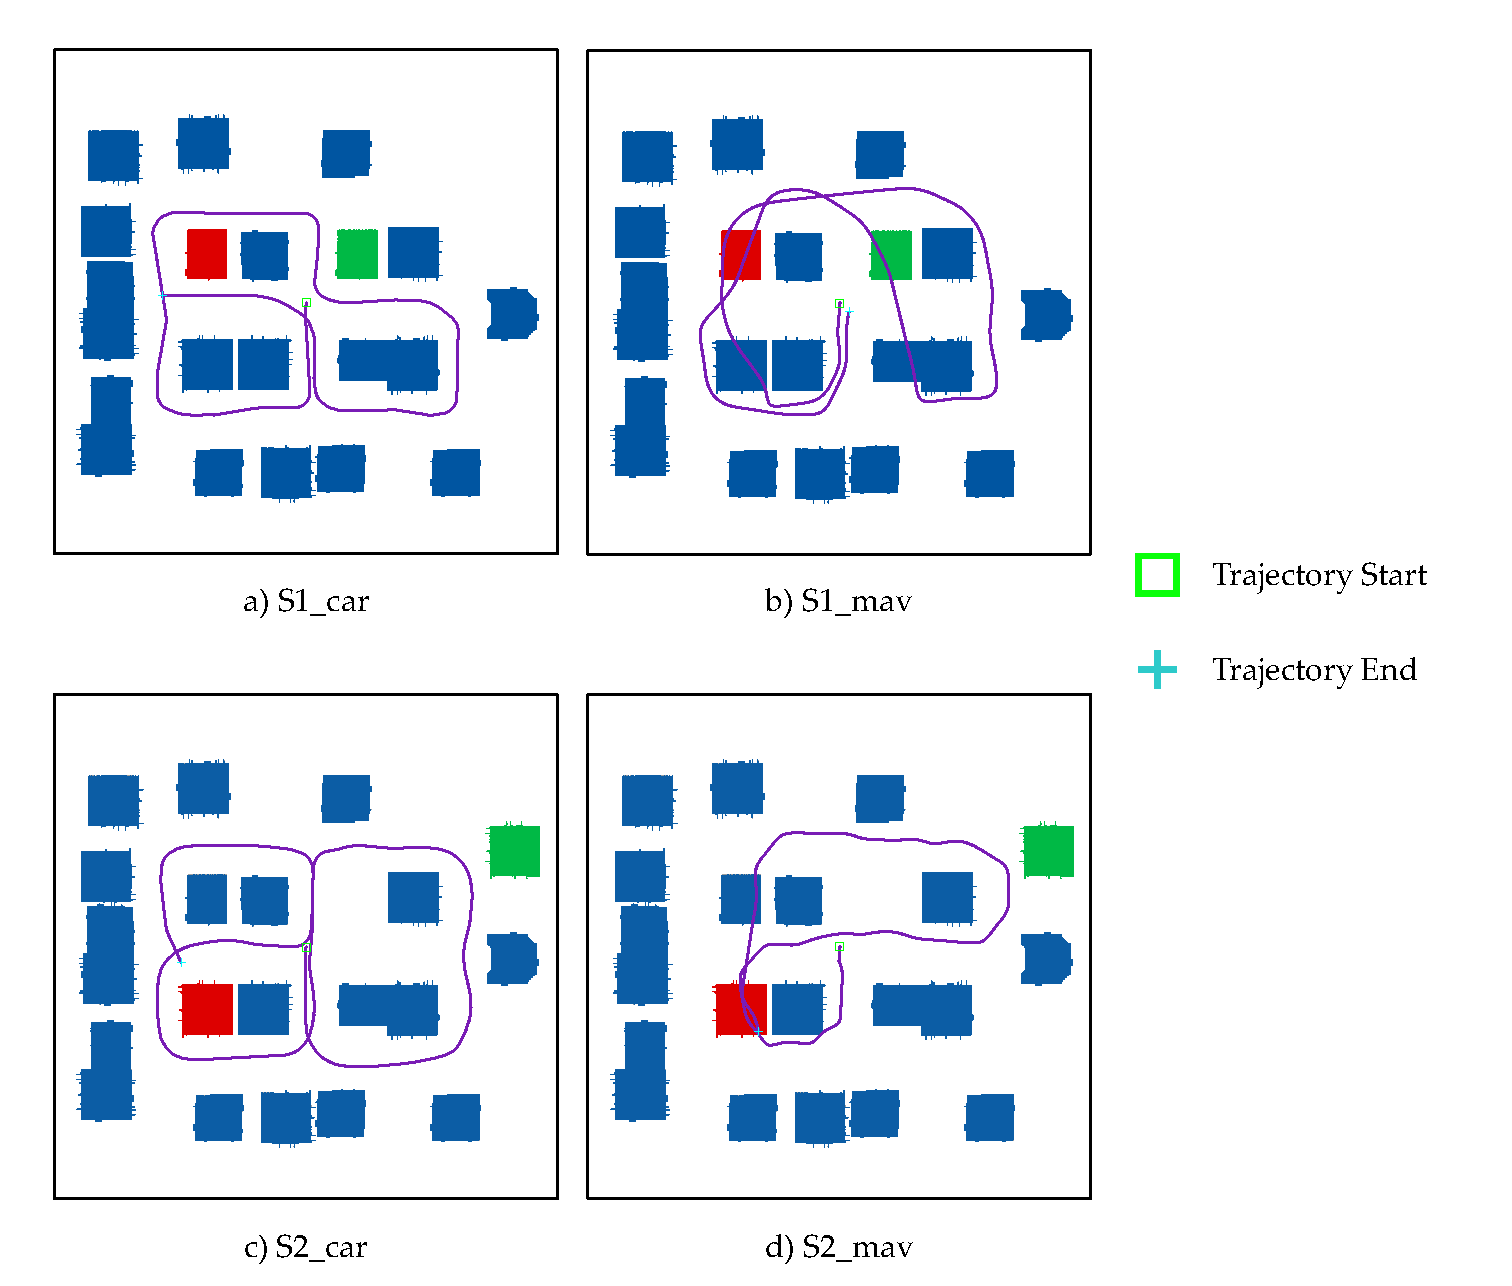 a) S1_car
b) S1_mav
Trajectory Start
Trajectory End
c) S2_car
d) S2_mav